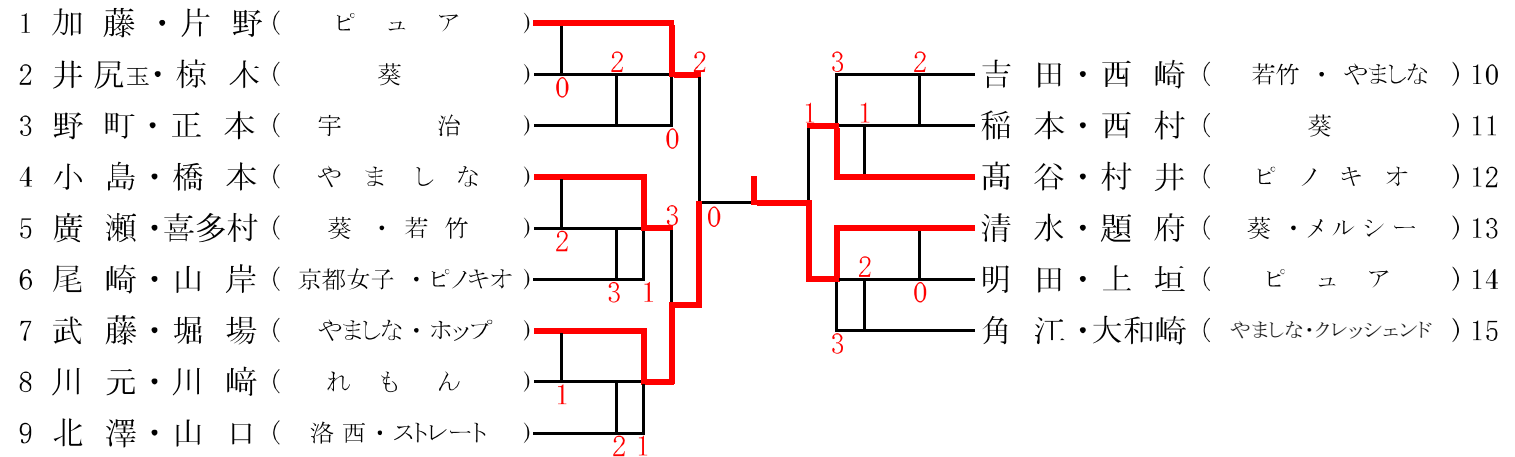 1 加 藤・片 野 ( ピ ュ ア )
2 井 尻玉・椋 木 ( 葵 )
3 野 町・正 本 ( 宇 治 )
4 小 島・橋 本 ( や ま し な )
5 廣 瀬・喜多村 ( 葵 ・ 若 竹 )
6 尾 崎・山 岸 ( 京都女子 ・ピノキオ )
7 武 藤・堀 場 ( やましな・ホップ )
8 川 元・川 﨑 ( れ も ん )
9 北 澤・山 口 ( 洛 西・ストレート )
0
2
2
0
2
3
3
1
1
2
1
0
3
2
1
1
2
0
3
吉 田・西 崎 ( 若竹 ・ やましな ) 10
稲 本・西 村 ( 葵 ) 11
髙 谷・村 井 ( ピ ノ キ オ ) 12
清 水・題 府 ( 葵 ・メルシー ) 13
明 田・上 垣 ( ピ ュ ア ) 14
角 江・大和崎 ( やましな・クレッシェンド ) 15